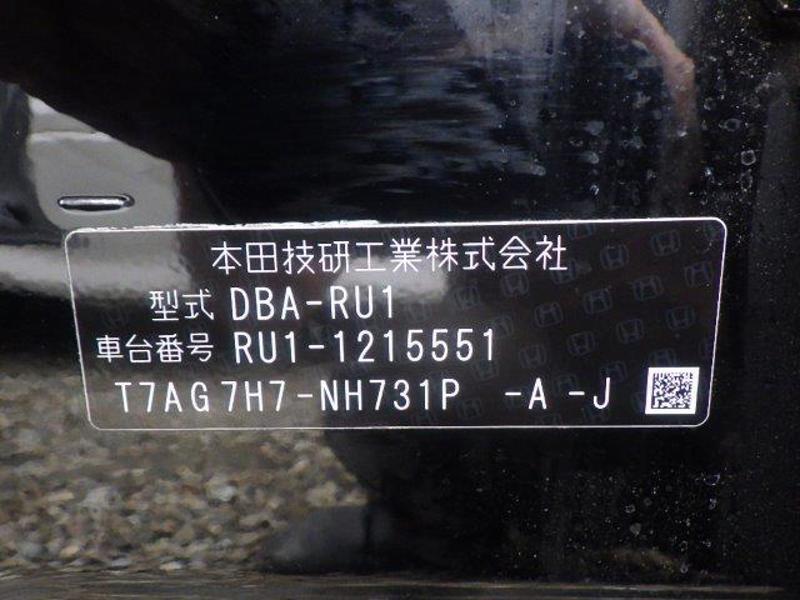 本田技研工業株式会社
型式 DBA-RU1
車台番号 RU1-1215551
T7AG7H7-NH731P -A -J